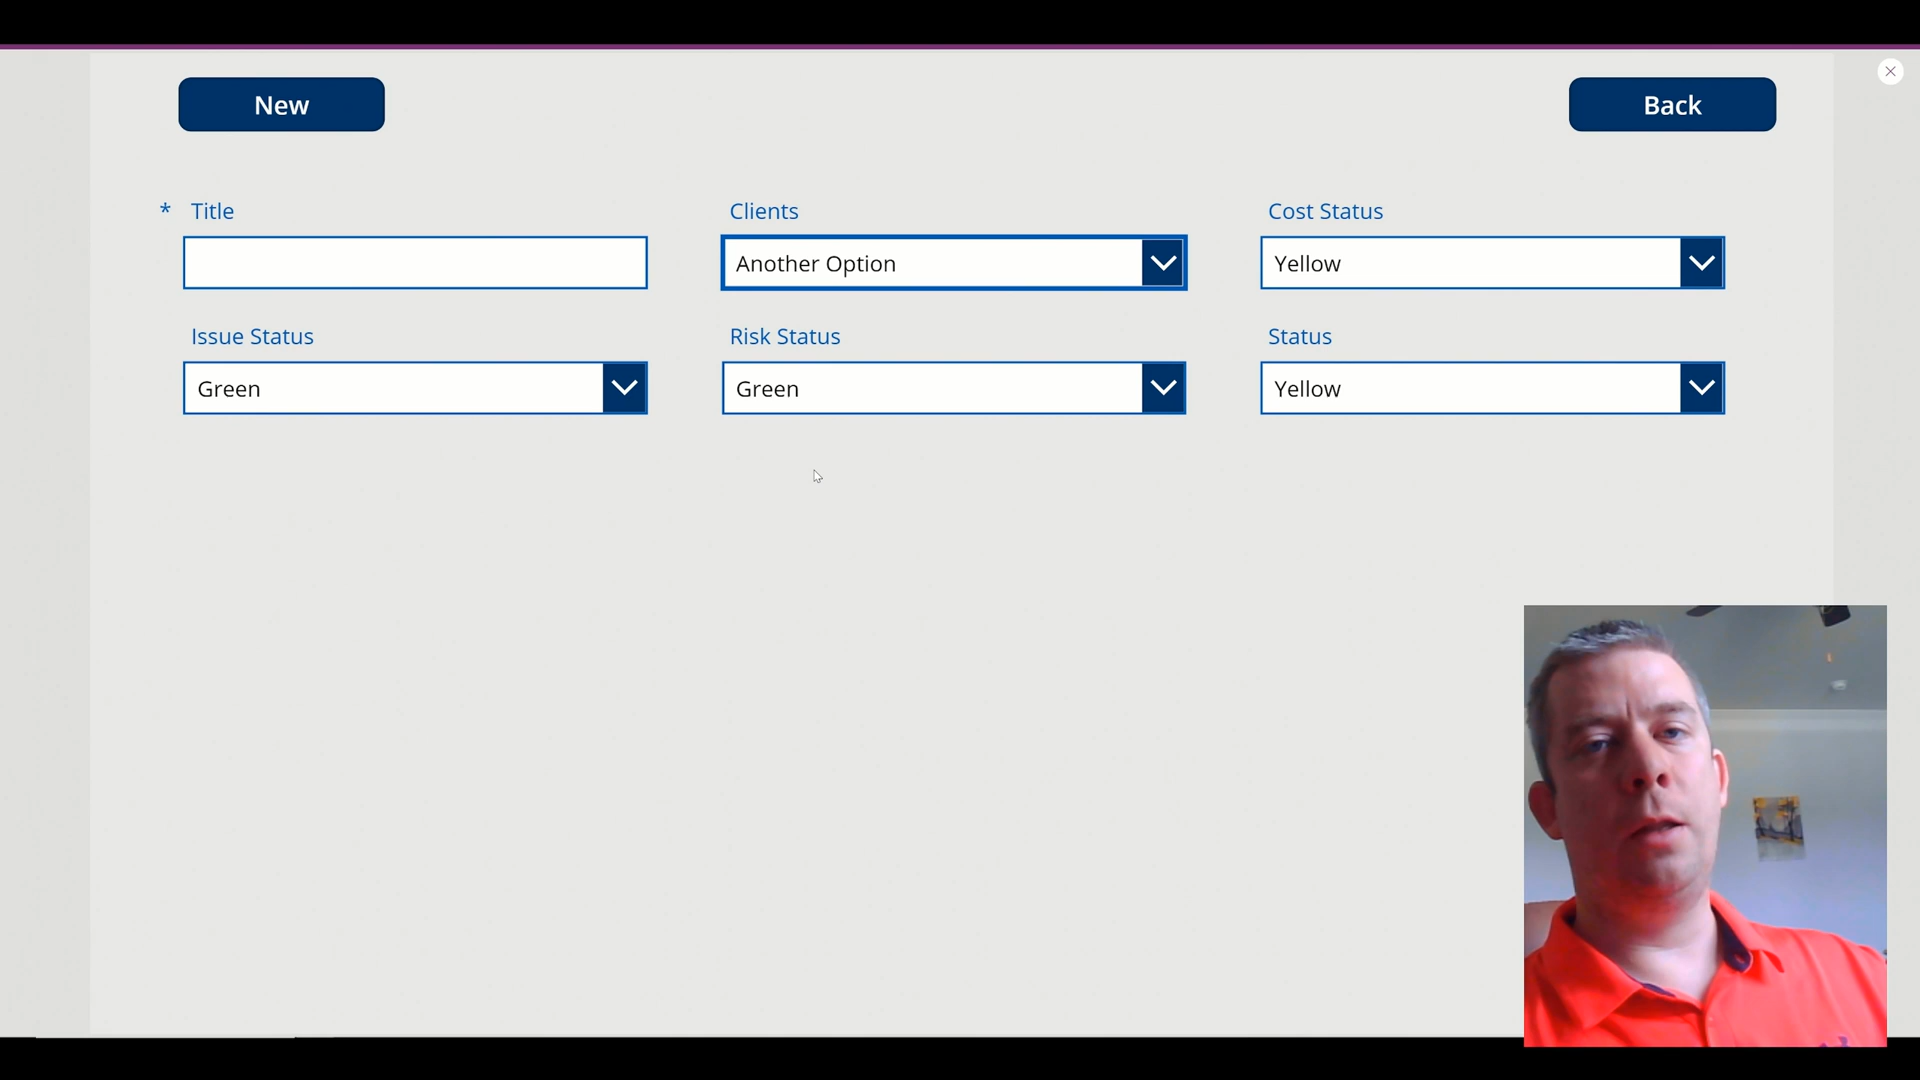 New
Back
* Title
Clients
Cost Status
Another Option
Yellow
Issue Status
Risk Status
Status
Green
Green
Yellow